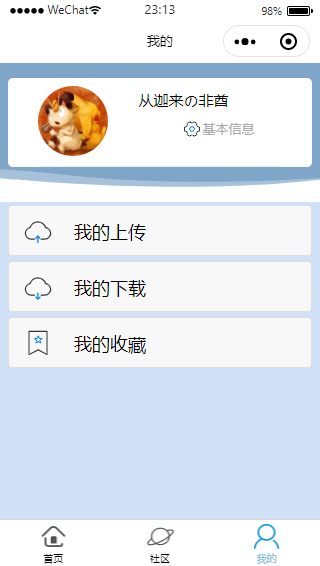 WeChat 23:13 98%
我的
从迦来の非酋
基本信息
我的上传
我的下载
我的收藏
首页 社区 我的